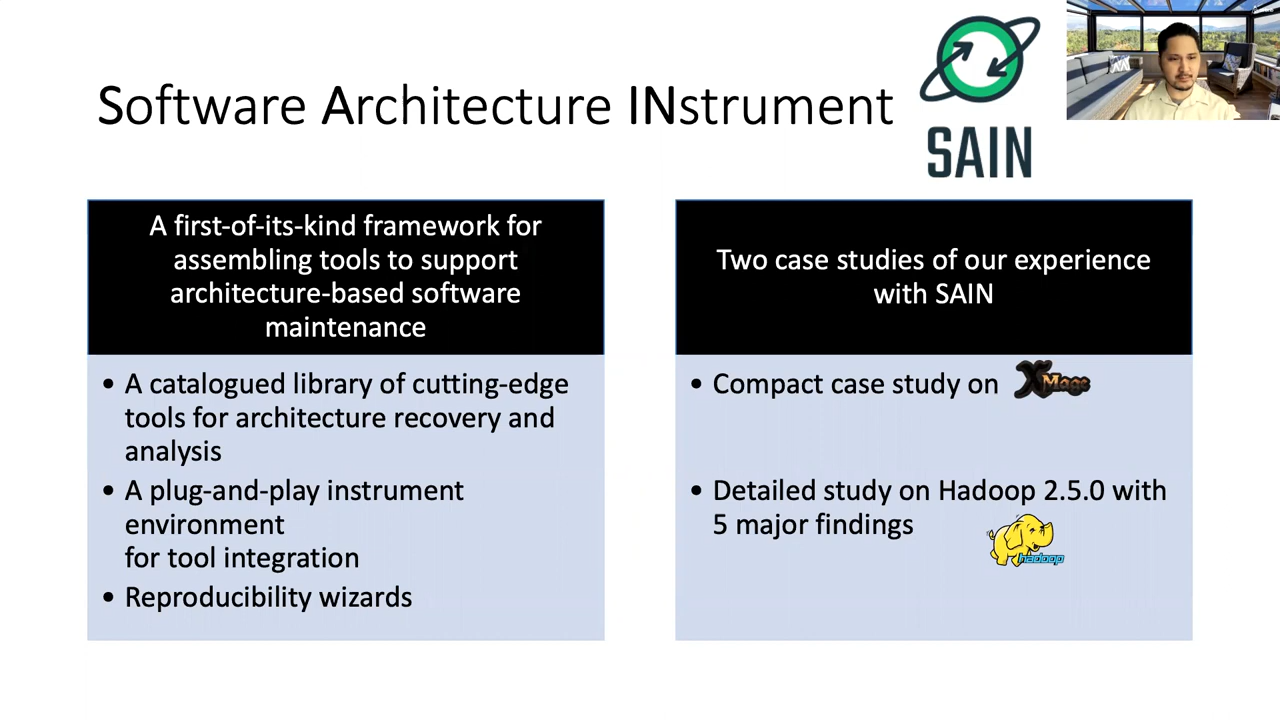 Software Architecture INstrument
SAIN
A first-of-its-kind framework for
assembling tools to support
architecture-based software
maintenance
• A catalogued library of cutting-edge
tools for architecture recovery and
analysis
• A plug-and-play instrument
environment
for tool integration
• Reproducibility wizards
Two case studies of our experience
with SAIN
• Compact case study on XMage
• Detailed study on Hadoop 2.5.0 with
5 major findings
hadoop